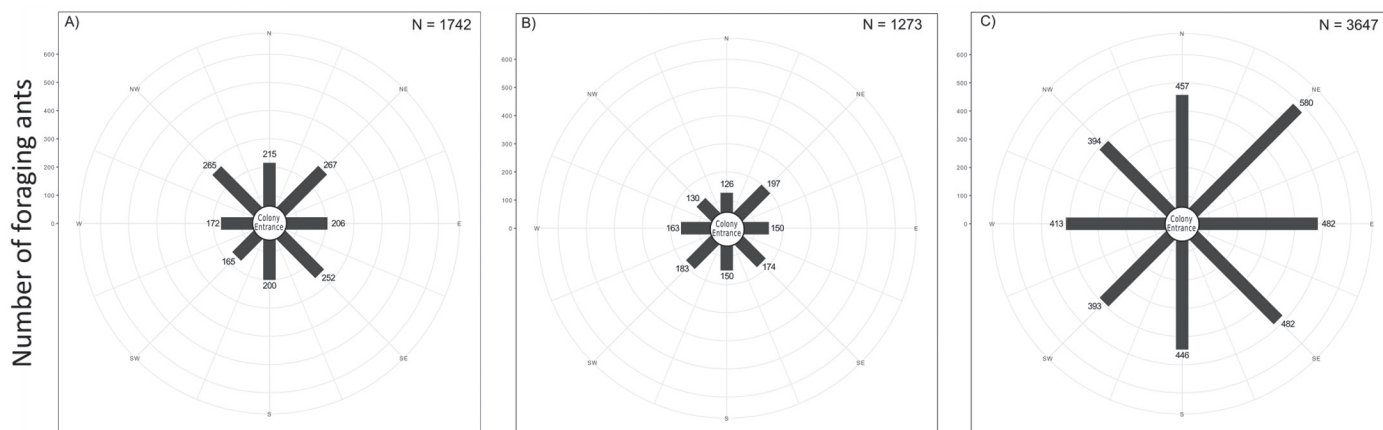 Number of foraging ants
A)
N = 1742
600
500
400
300
200
100
0
N
NE
E
SE
S
SW
W
NW
215
267
206
252
200
165
172
265
Colony
Entrance
B)
N = 1273
600
500
400
300
200
100
0
N
NE
E
SE
S
SW
W
NW
126
197
150
174
150
183
163
130
Colony
Entrance
C)
N = 3647
600
500
400
300
200
100
0
N
NE
E
SE
S
SW
W
NW
457
580
482
482
446
393
413
394
Colony
Entrance